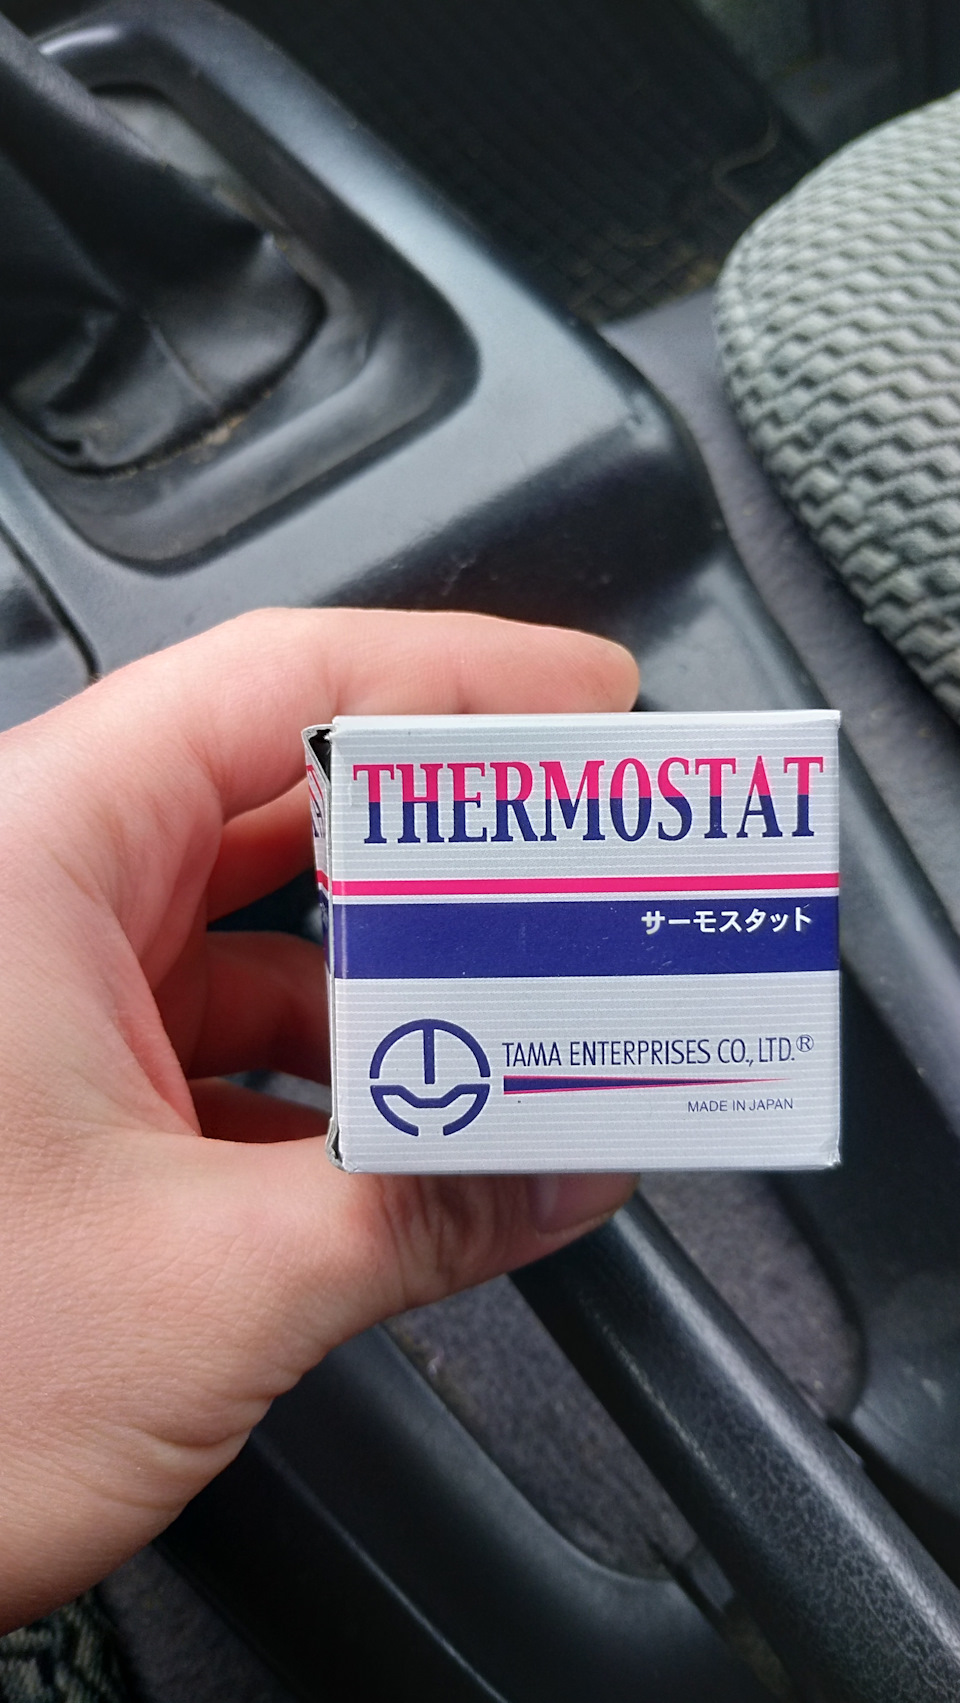 THERMOSTAT
サーモスタット
TAMA ENTERPRISES CO., LTD.®
MADE IN JAPAN